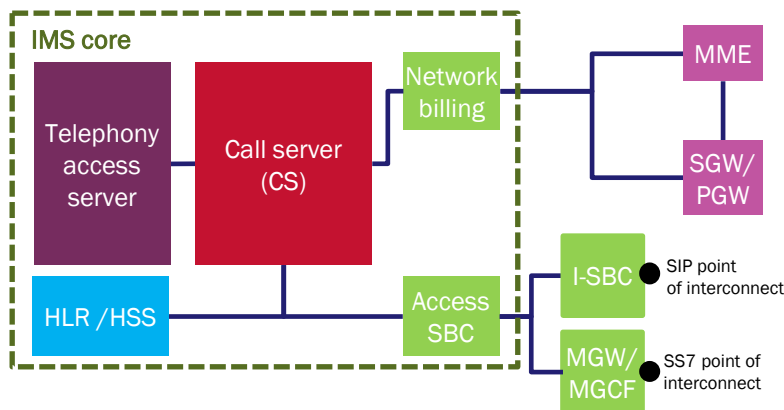 IMS core
Telephony
access
server
Call server
(CS)
Network
billing
MME
SGW/
PGW
HLR /HSS
Access
SBC
I-SBC
SIP point
of interconnect
MGW/
MGCF
SS7 point of
interconnect